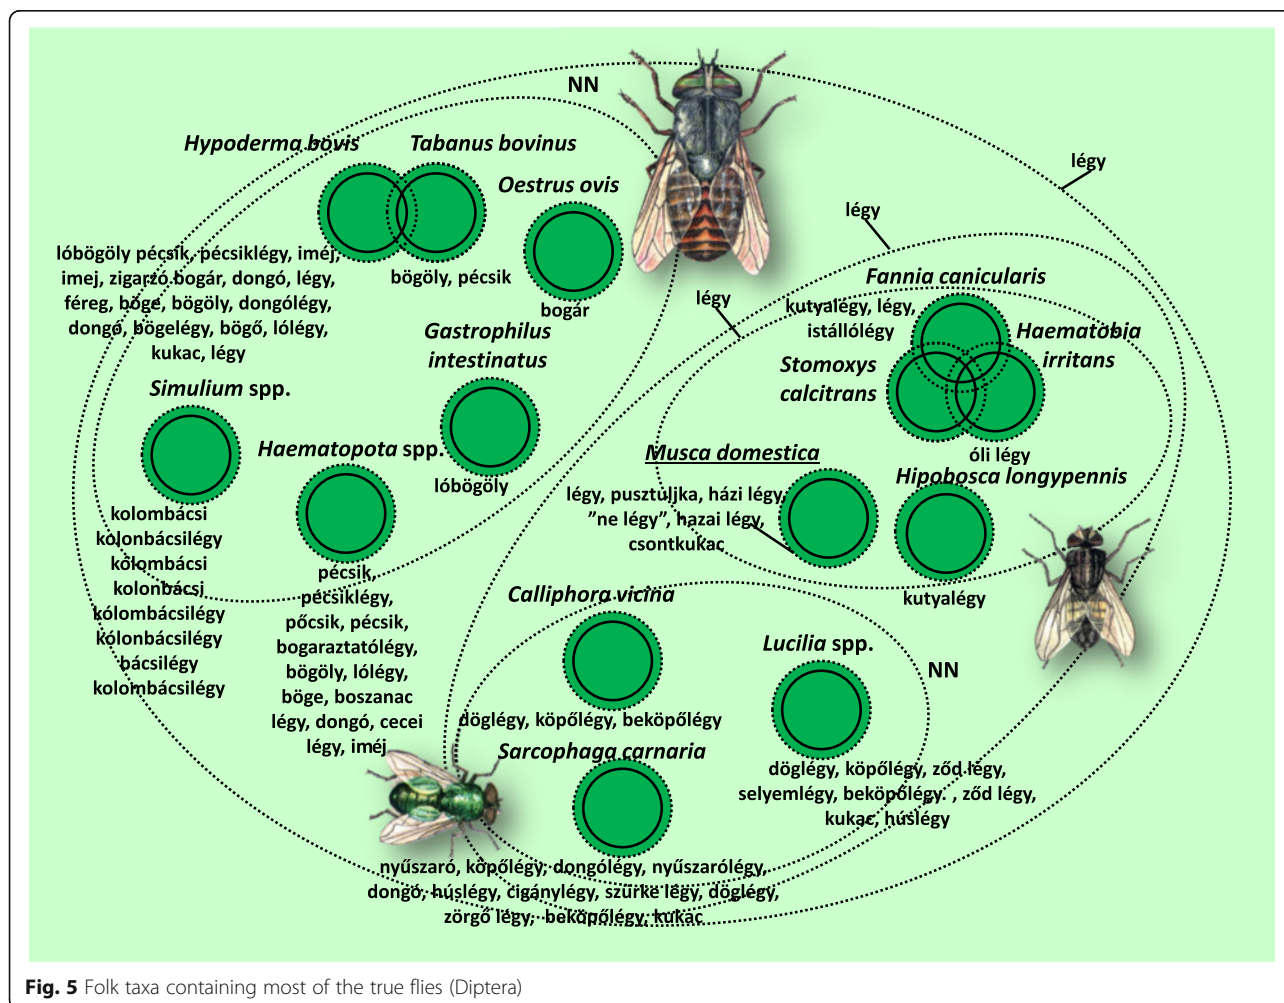 NN
légy
légy
légy
Hypoderma bovis
Tabanus bovinus
Oestrus ovis
lóbögöly pécsik, pécsiklégy, iméj,
imej, zigarzó bogár, dongó, légy,
féreg, böge, bögöly, dongólégy,
dongó, bögelégy, bögő, lólégy,
kukac, légy
bögöly, pécsik
bogár
Gastrophilus
intestinatus
lóbögöly
Simulium spp.
kolombácsi
kolonbácsilégy
kőlombácsi
kolonbácsi
kólombácsilégy
kólonbácsilégy
bácsilégy
kolombácsilégy
Haematopota spp.
pécsik,
pécsiklégy,
pőcsik, pécsik,
bogaraztatólégy,
bögöly, lólégy,
böge, boszanac
légy, dongó, cecei
légy, iméj
Fannia canicularis
kutyalégy, légy,
istállólégy
Haematobia
irritans
Stomoxys
calcitrans
óli légy
Musca domestica
légy, pusztuljka, házi légy,
”ne légy”, hazai légy,
csontkukac
Hipobosca longypennis
kutyalégy
Calliphora vicina
döglégy, köpőlégy, beköpőlégy
Lucilia spp.
NN
döglégy, köpőlégy, ződ légy,
selyemlégy, beköpőlégy. , ződ légy,
kukac, húslégy
Sarcophaga carnaria
nyűszaró, köpőlégy, dongólégy, nyűszarólégy,
dongó, húslégy, cigánylégy, szürke légy, döglégy,
zörgő légy, beköpőlégy, kukac
Fig. 5 Folk taxa containing most of the true flies (Diptera)